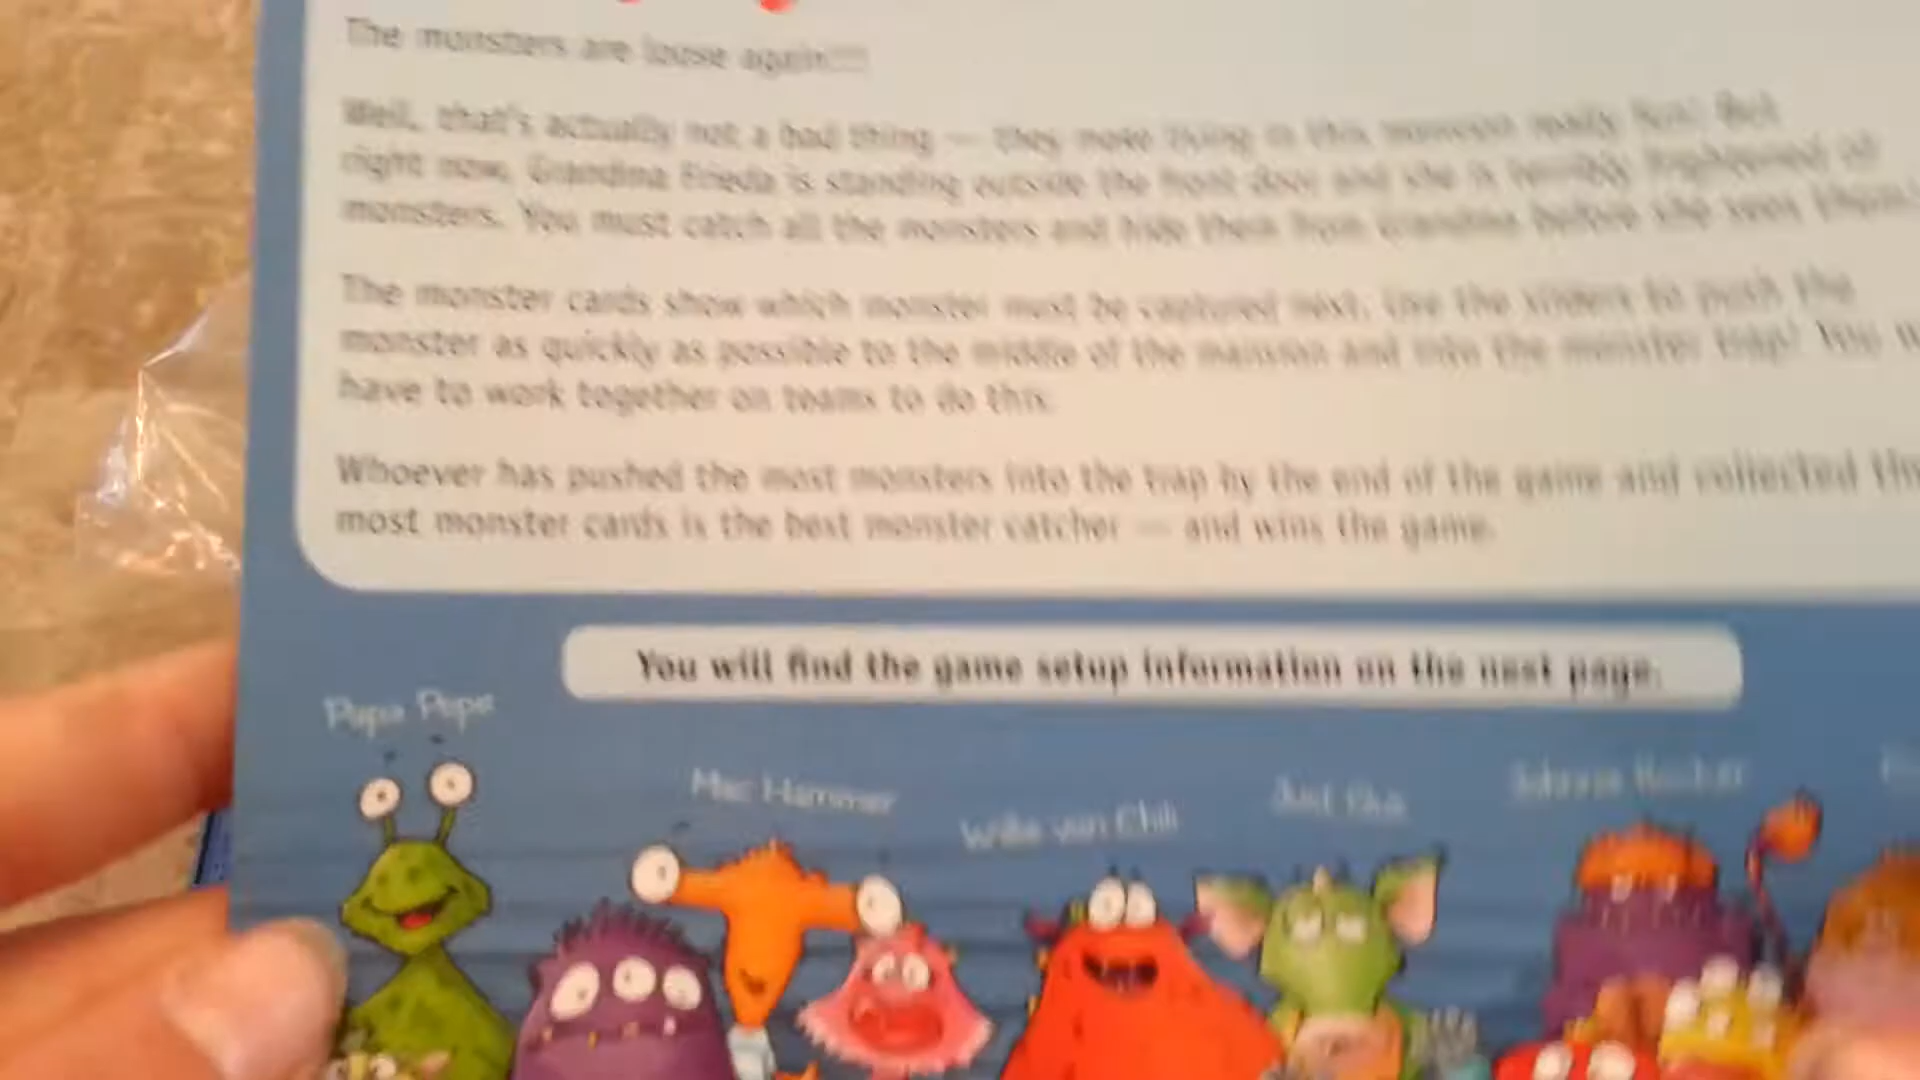 The monsters are loose again!!!
Well, that's actually not a bad thing — they make living in this mansion really fun! But
right now, Grandma Frieda is standing outside the front door and she is terribly frightened of
monsters. You must catch all the monsters and hide them from Grandma before she sees them!
The monster cards show which monster must be captured next. Use the sliders to push the
monster as quickly as possible to the middle of the mansion and into the monster trap! You
have to work together on teams to do this.
Whoever has pushed the most monsters into the trap by the end of the game and collected the
most monster cards is the best monster catcher — and wins the game.
You will find the game setup information on the next page.
Papa Pepe
Mac Hammer
Willa van Chili